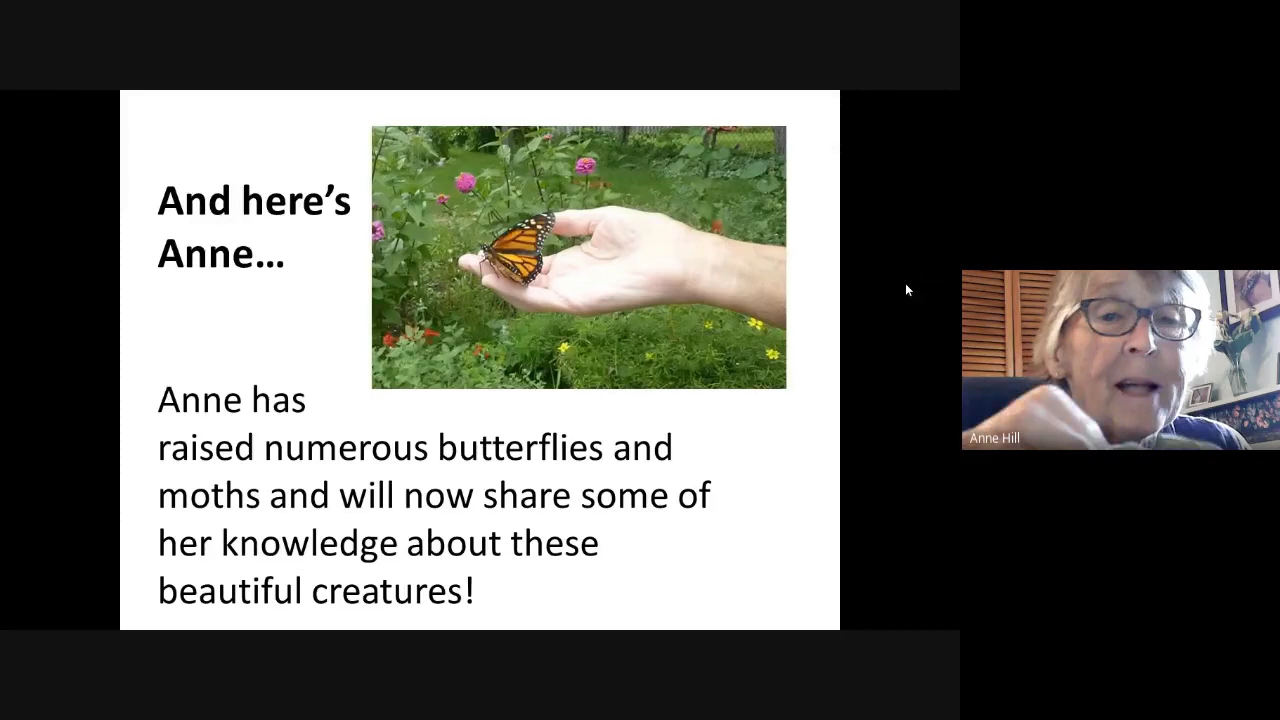 And here’s
Anne…
Anne has
raised numerous butterflies and
moths and will now share some of
her knowledge about these
beautiful creatures!
Anne Hill